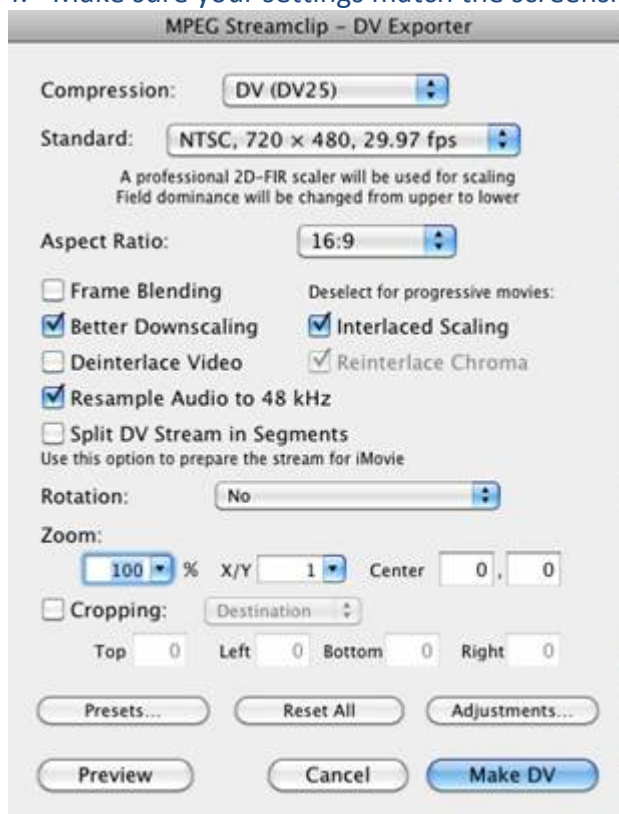 4. Make sure your settings match the screensh
MPEG Streamclip – DV Exporter
Compression: DV (DV25)
Standard: NTSC, 720 × 480, 29.97 fps
A professional 2D-FIR scaler will be used for scaling
Field dominance will be changed from upper to lower
Aspect Ratio: 16:9
Frame Blending Deselect for progressive movies:
Better Downscaling Interlaced Scaling
Deinterlace Video Reinterlace Chroma
Resample Audio to 48 kHz
Split DV Stream in Segments
Use this option to prepare the stream for iMovie
Rotation: No
Zoom:
100 % X/Y 1 Center 0 , 0
Cropping: Destination
Top 0 Left 0 Bottom 0 Right 0
Presets... Reset All Adjustments...
Preview Cancel Make DV